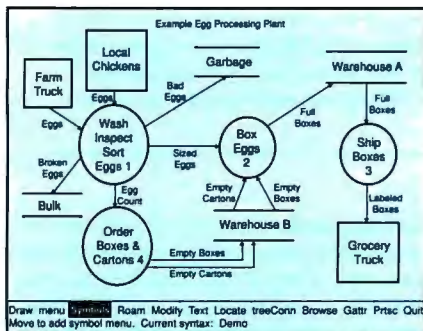 Example Egg Processing Plant
Local
Chickens
Farm
Truck
Garbage
Warehouse A
Eggs
Bad
Eggs
Eggs
Full
Boxes
Full
Boxes
Wash
Inspect
Sort
Eggs 1
Box
Eggs
2
Ship
Boxes
3
Sized
Eggs
Broken
Eggs
Egg
Count
Empty
Cartons
Empty
Boxes
Labeled
Boxes
Bulk
Order
Boxes &
Cartons 4
Warehouse B
Empty Boxes
Empty Cartons
Grocery
Truck
Draw menu Symbols Roam Modify Text Locate treeConn Browse Gattr Prtsc Quit
Move to add symbol menu. Current syntax: Demo